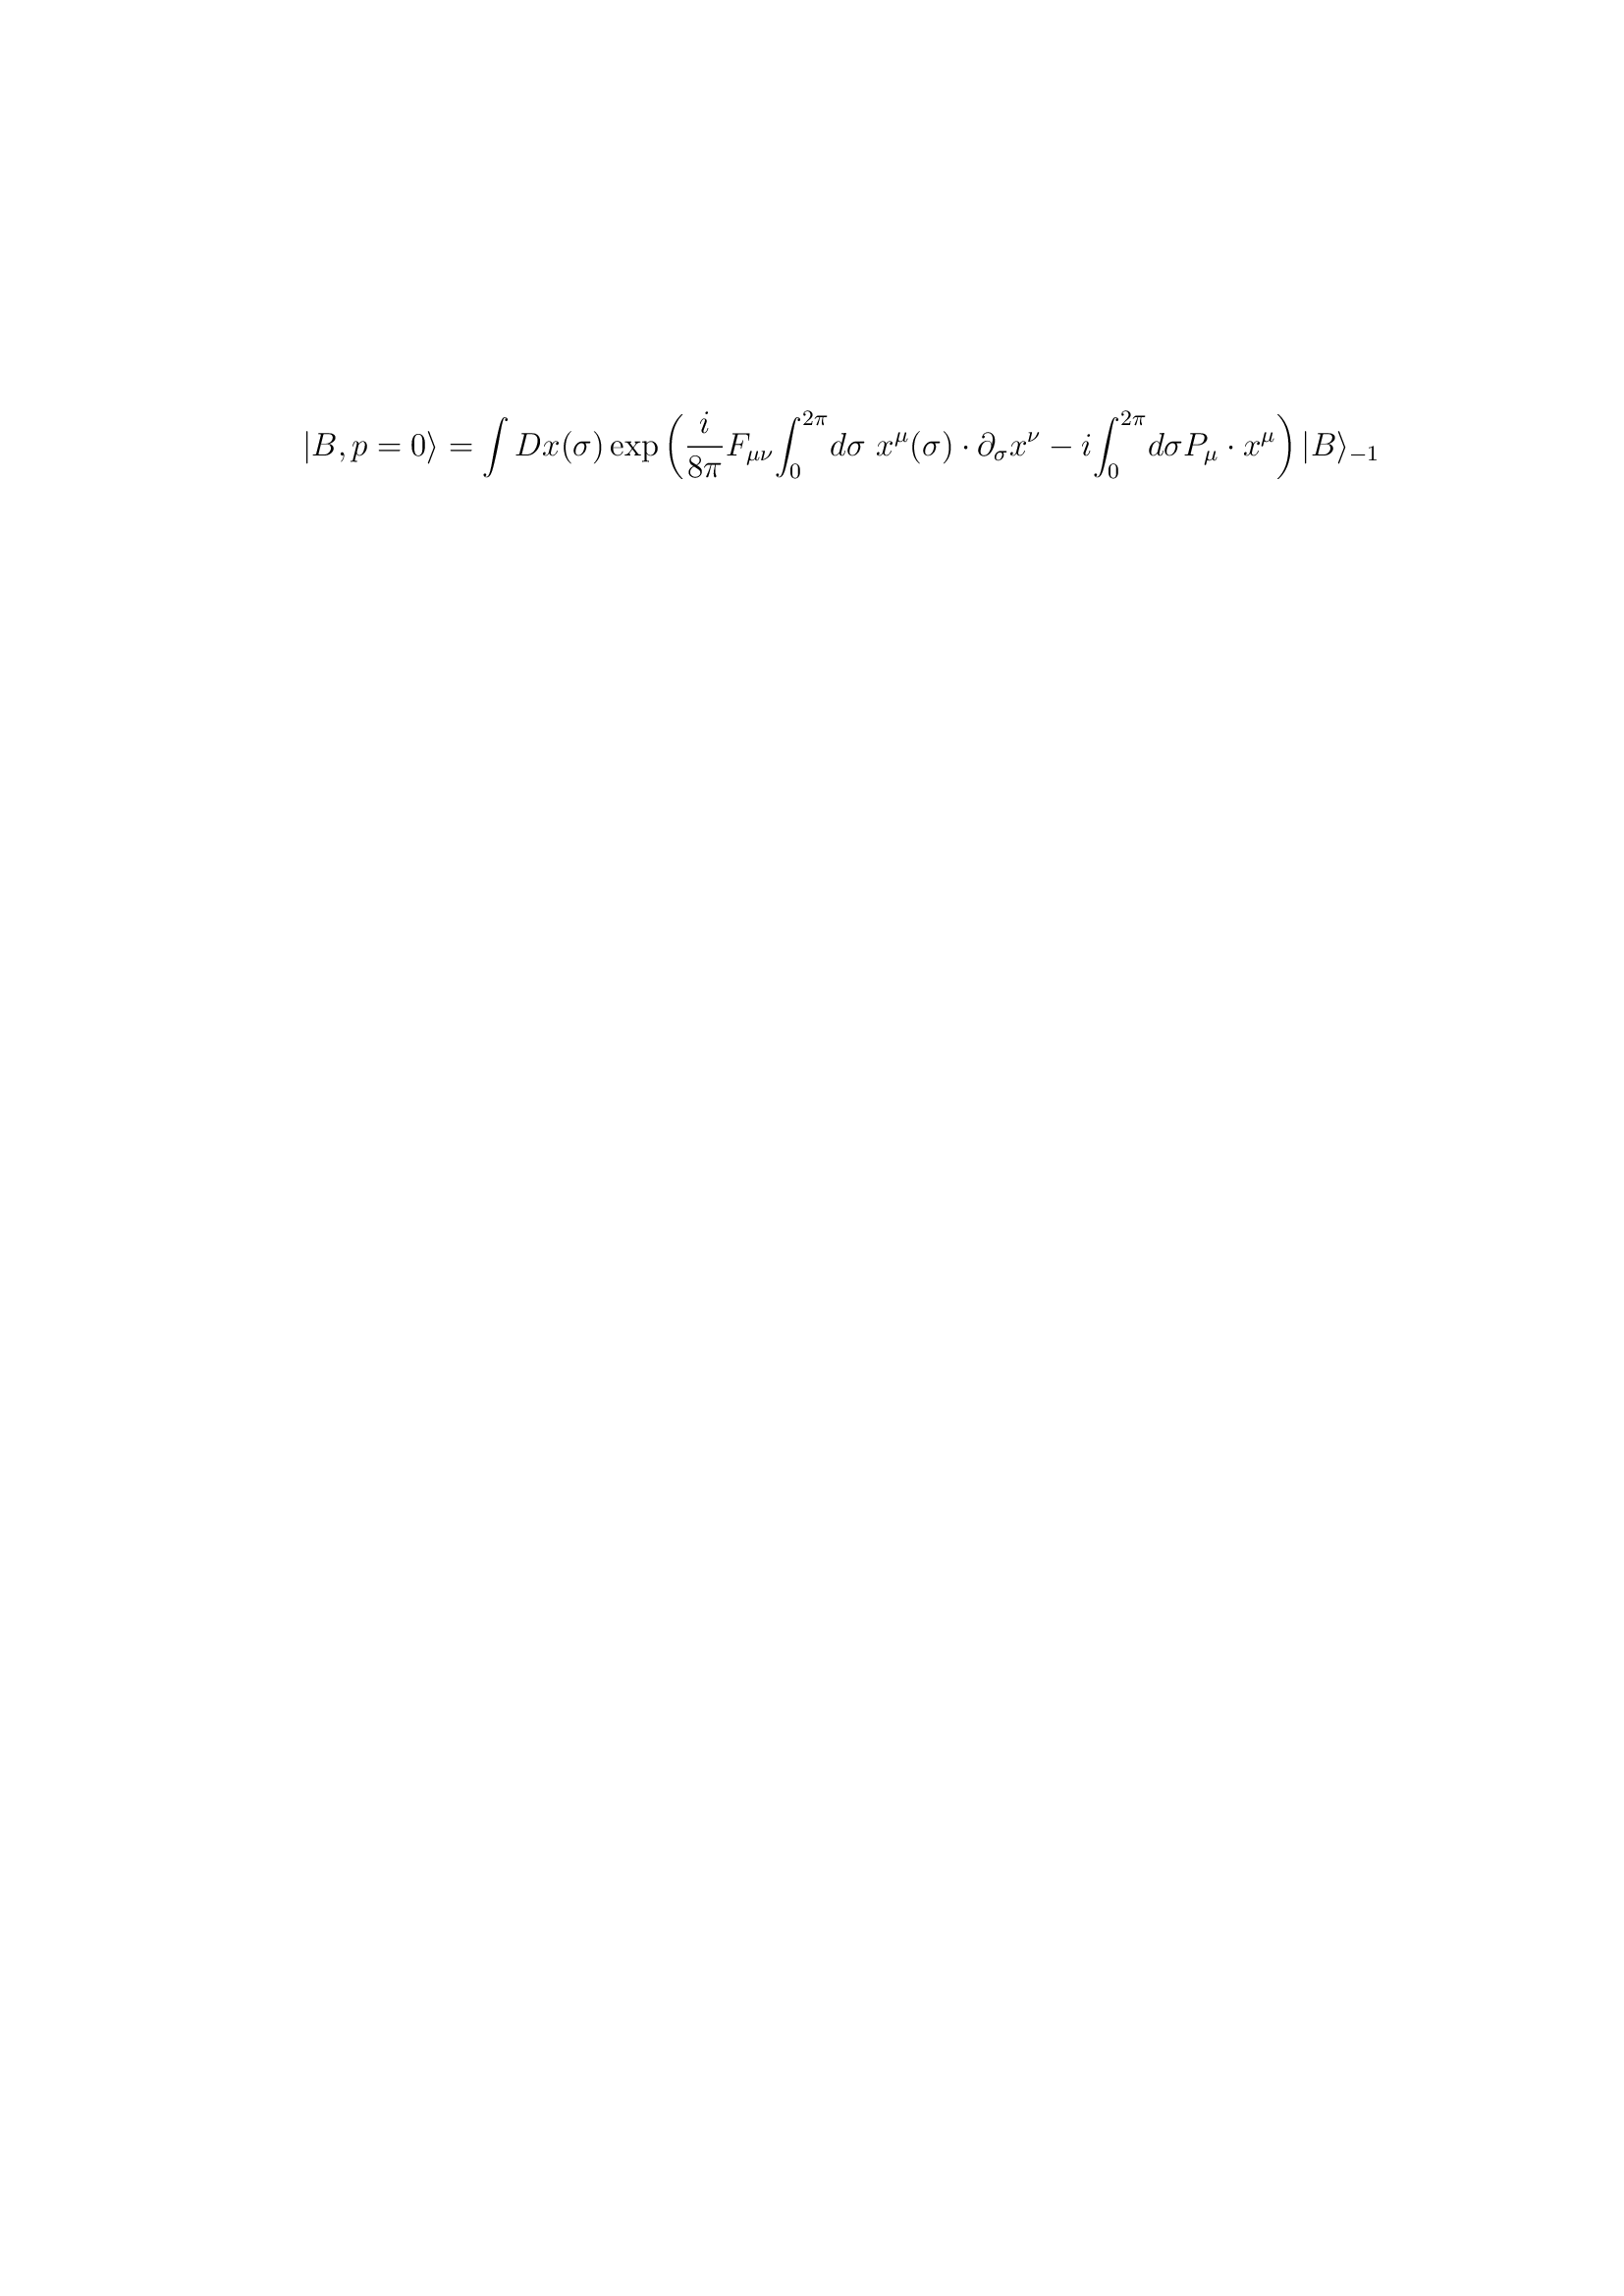 $$|B, p = 0\rangle = \int Dx(\sigma) \exp\left(\frac{i}{8\pi} F_{\mu\nu} \int_0^{2\pi} d\sigma \ x^\mu(\sigma) \cdot \partial_\sigma x^\nu - i \int_0^{2\pi} d\sigma P_\mu \cdot x^\mu\right) |B\rangle_{-1}$$